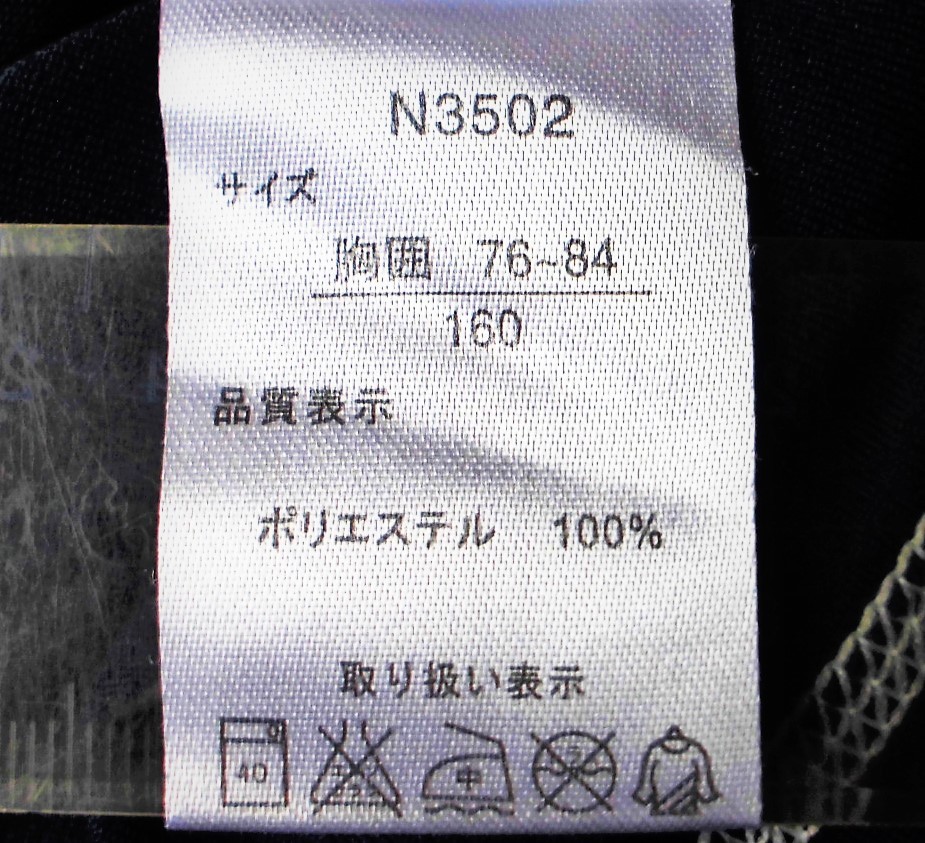 N3502
サイズ
胸囲 76~84
160
品質表示
ポリエステル 100%
取り扱い表示
40 中